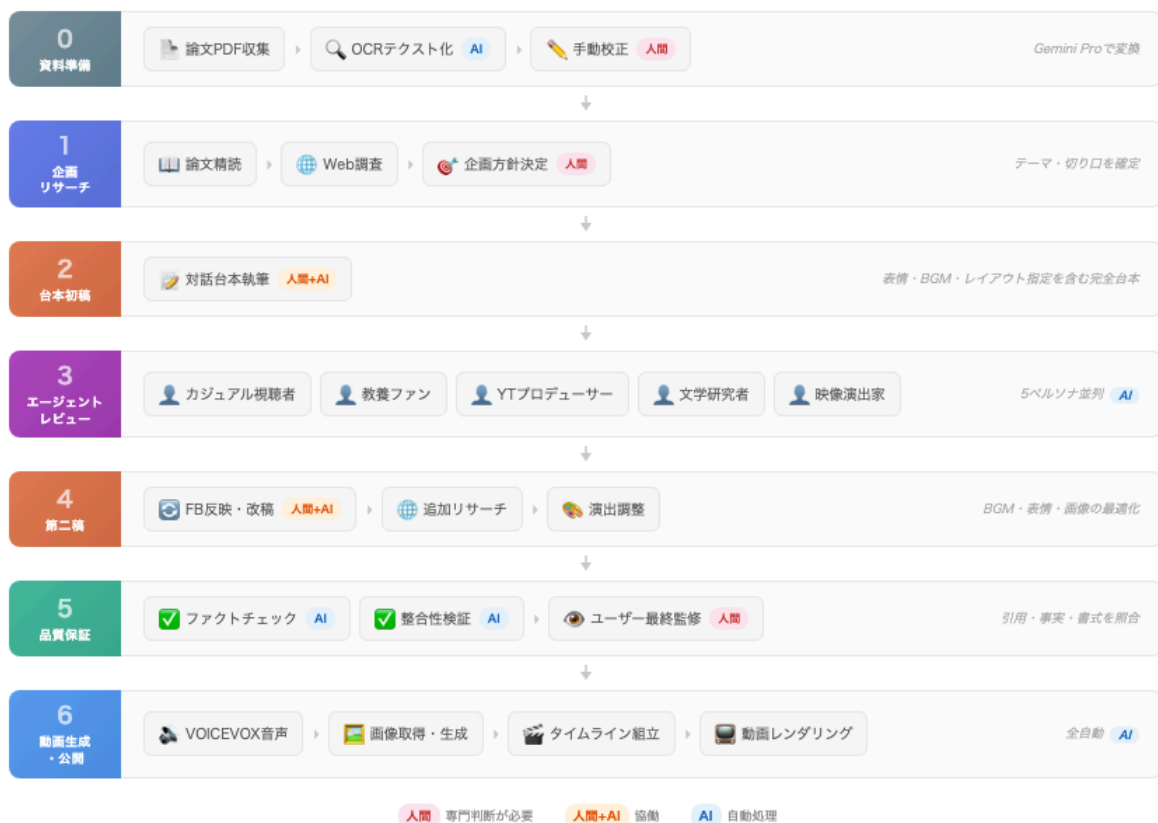 0
資料準備
論文PDF収集
OCRテクスト化 AI
手動校正 人間
Gemini Proで変換
1
企画
リサーチ
論文精読
Web調査
企画方針決定 人間
テーマ・切り口を確定
2
台本初稿
対話台本執筆 人間+AI
表情・BGM・レイアウト指定を含む完全台本
3
エージェント
レビュー
カジュアル視聴者
教養ファン
YTプロデューサー
文学研究者
映像演出家
5ペルソナ並列 AI
4
第二稿
FB反映・改稿 人間+AI
追加リサーチ
演出調整
BGM・表情・画像の最適化
5
品質保証
ファクトチェック AI
整合性検証 AI
ユーザー最終監修 人間
引用・事実・書式を照合
6
動画生成
・公開
VOICEVOX音声
画像取得・生成
タイムライン組立
動画レンダリング
全自動 AI
人間 専門判断が必要
人間+AI 協働
AI 自動処理